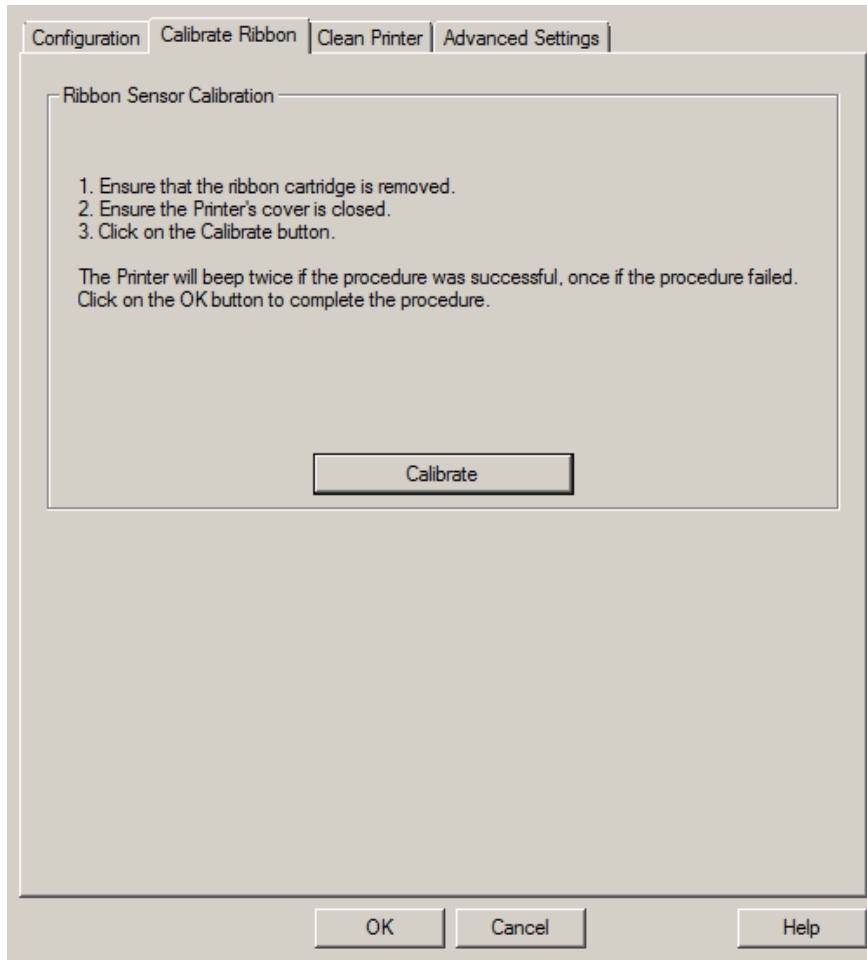 Configuration Calibrate Ribbon Clean Printer Advanced Settings
Ribbon Sensor Calibration
1. Ensure that the ribbon cartridge is removed.
2. Ensure the Printer's cover is closed.
3. Click on the Calibrate button.
The Printer will beep twice if the procedure was successful, once if the procedure failed.
Click on the OK button to complete the procedure.
Calibrate
OK Cancel Help